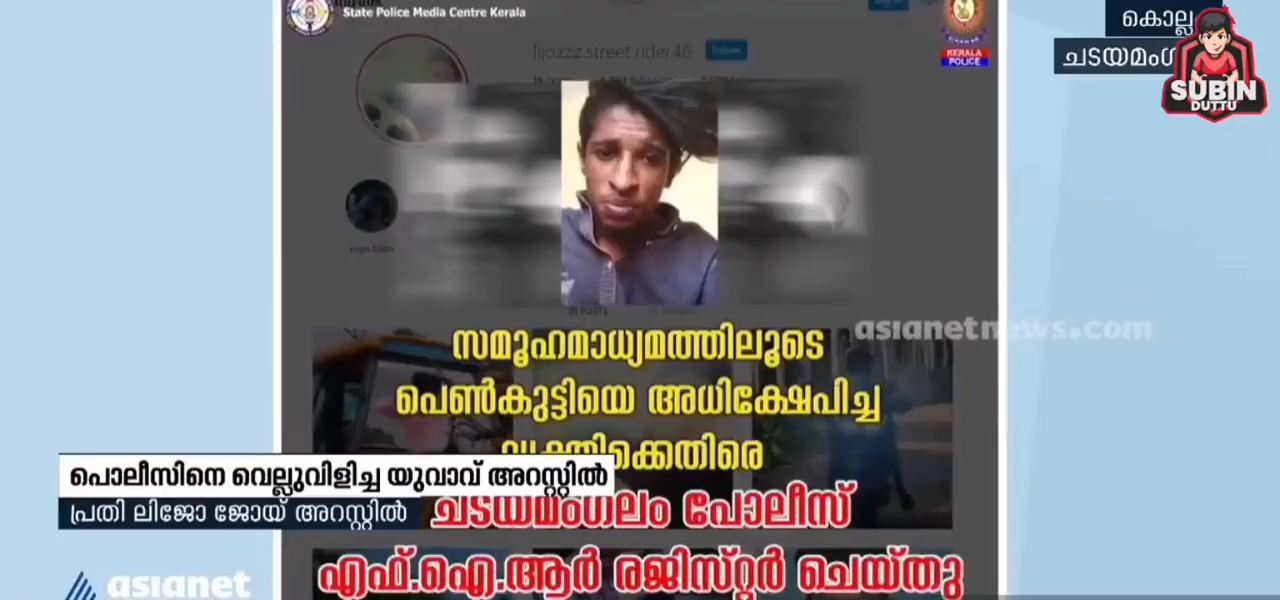 State Police Media Centre Kerala
KERALA
POLICE
കൊല്ലം
SUBIN
DUTTU
lijozzz.street.rider46
Follow
സമൂഹമാധ്യമത്തിലൂടെ
asianetnews.com
പെൺകുട്ടിയെ അധിക്ഷേപിച്ച
വ്യക്തിക്കെതിരെ
പൊലീസിനെ വെല്ലുവിളിച്ച യുവാവ് അറസ്റ്റിൽ
പ്രതി ലിജോ ജോയ് അറസ്റ്റിൽ
ചടയമംഗലം പോലീസ്
എഫ്.ഐ.ആർ രജിസ്റ്റർ ചെയ്തു
asianet